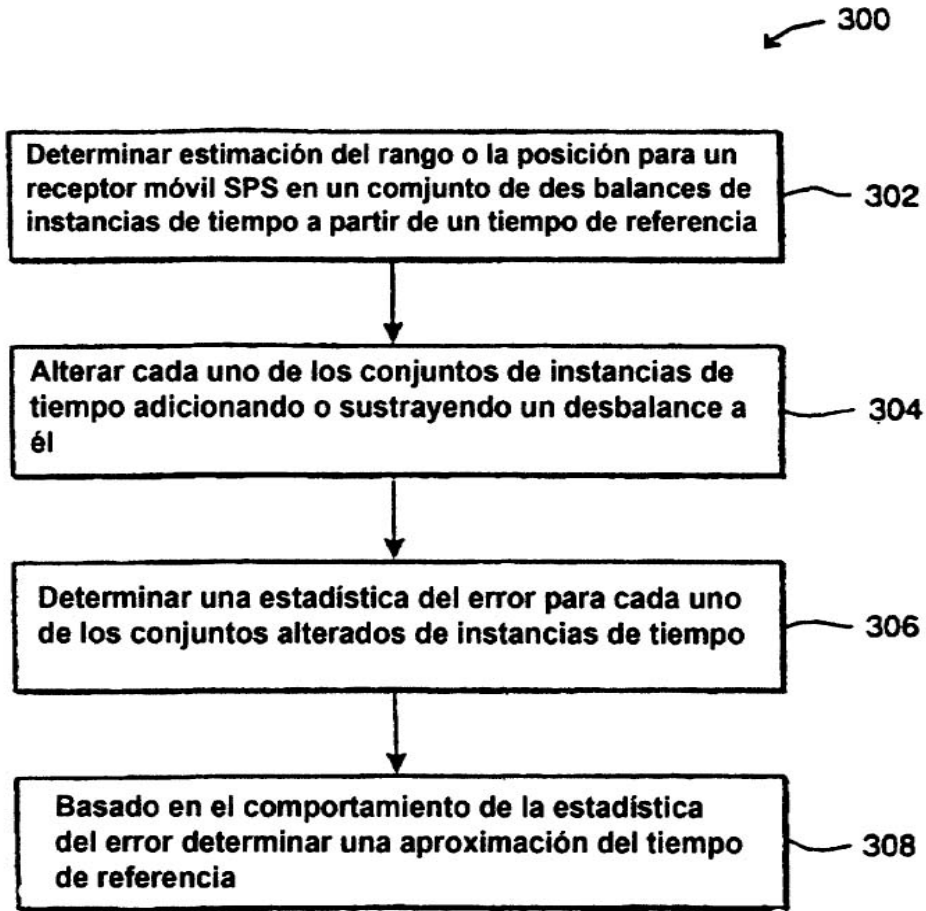 300
Determinar estimación del rango o la posición para un
receptor móvil SPS en un comjunto de des balances de
instancias de tiempo a partir de un tiempo de referencia
302
Alterar cada uno de los conjuntos de instancias de
tiempo adicionando o sustrayendo un desbalance a
él
304
Determinar una estadística del error para cada uno
de los conjuntos alterados de instancias de tiempo
306
Basado en el comportamiento de la estadística
del error determinar una aproximación del tiempo
de referencia
308